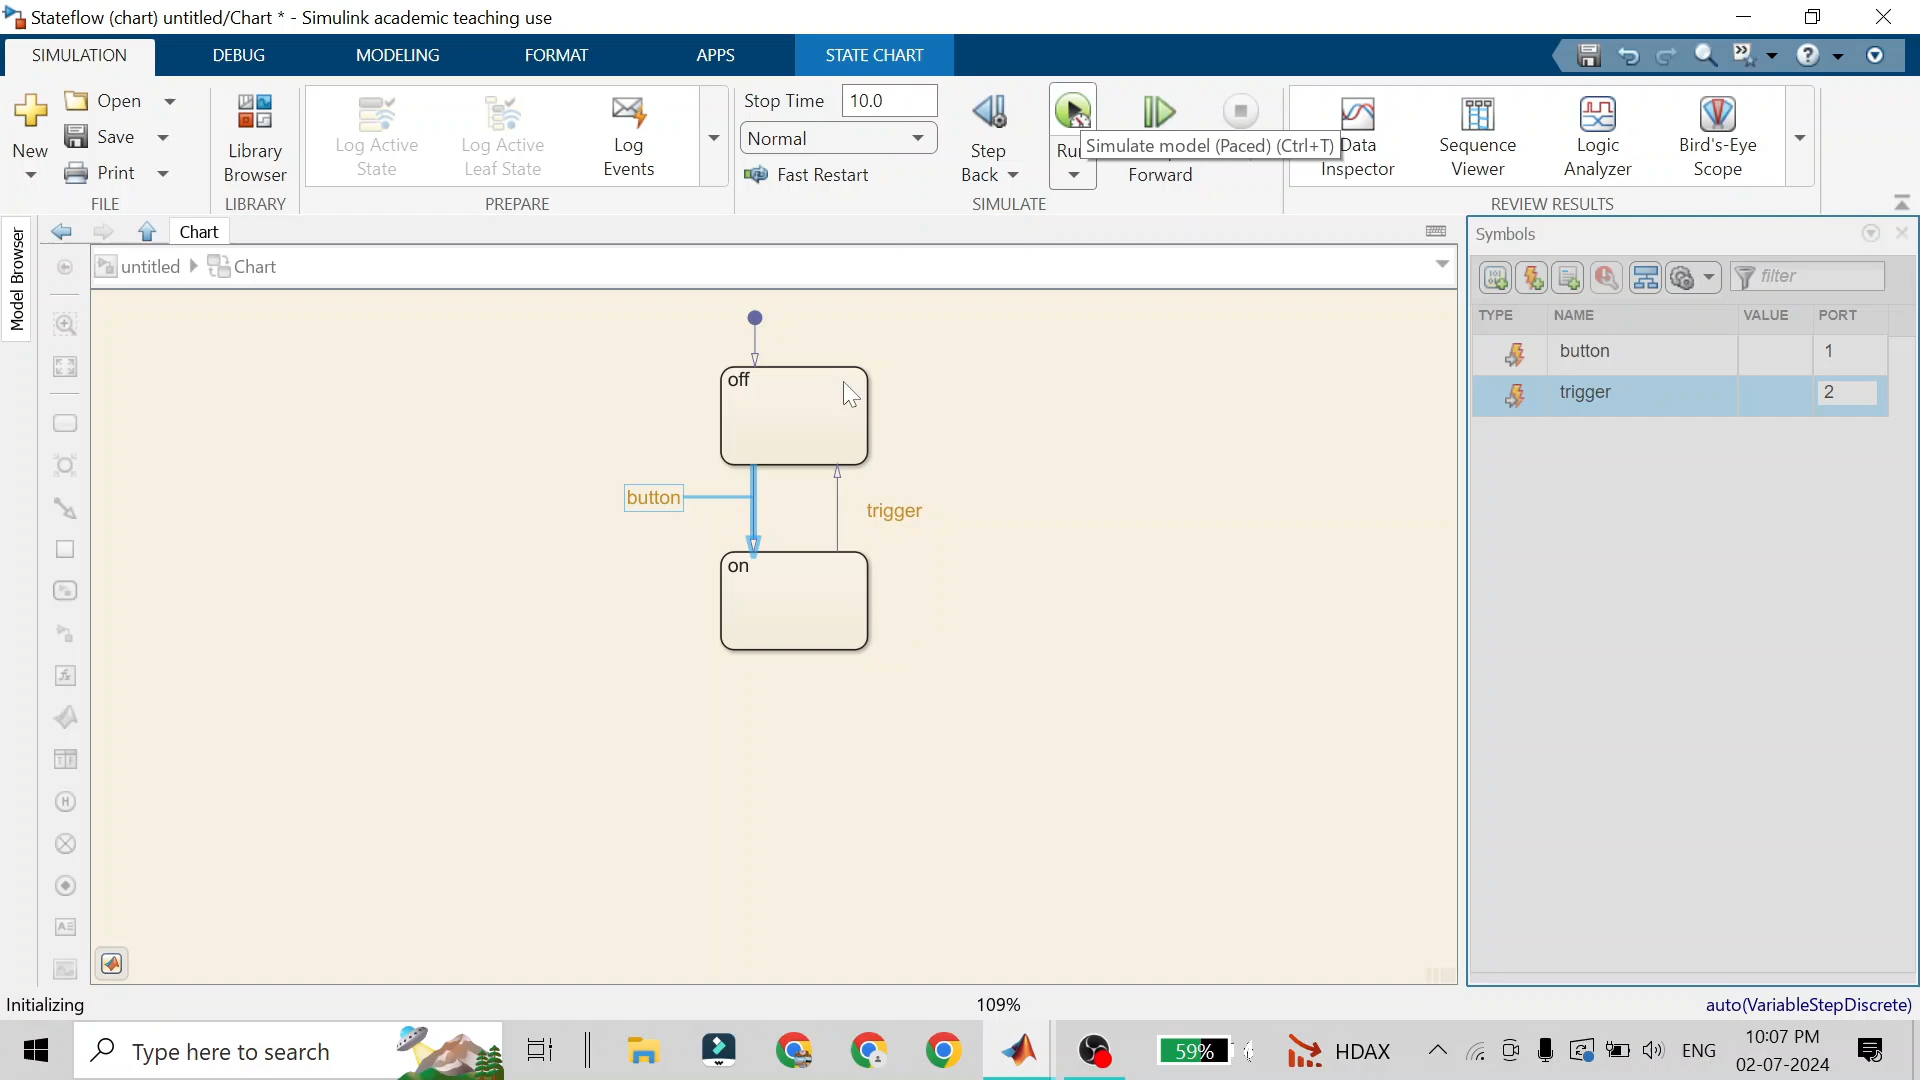 Stateflow (chart) untitled/Chart * - Simulink academic teaching use
SIMULATION DEBUG MODELING FORMAT APPS STATE CHART
New
Open
Save
Print
FILE
Library
Browser
LIBRARY
Log Active
State
Log Active
Leaf State
Log
Events
PREPARE
Stop Time 10.0
Normal
Fast Restart
Step
Back
Run
Simulate model (Paced) (Ctrl+T)
Forward
SIMULATE
Data
Inspector
Sequence
Viewer
Logic
Analyzer
Bird's-Eye
Scope
REVIEW RESULTS
Model Browser
Chart
untitled Chart
off
button
trigger
on
Symbols
filter
TYPE NAME VALUE PORT
button 1
trigger 2
Initializing 109% auto(VariableStepDiscrete)
Type here to search
59%
HDAX
ENG
10:07 PM
02-07-2024